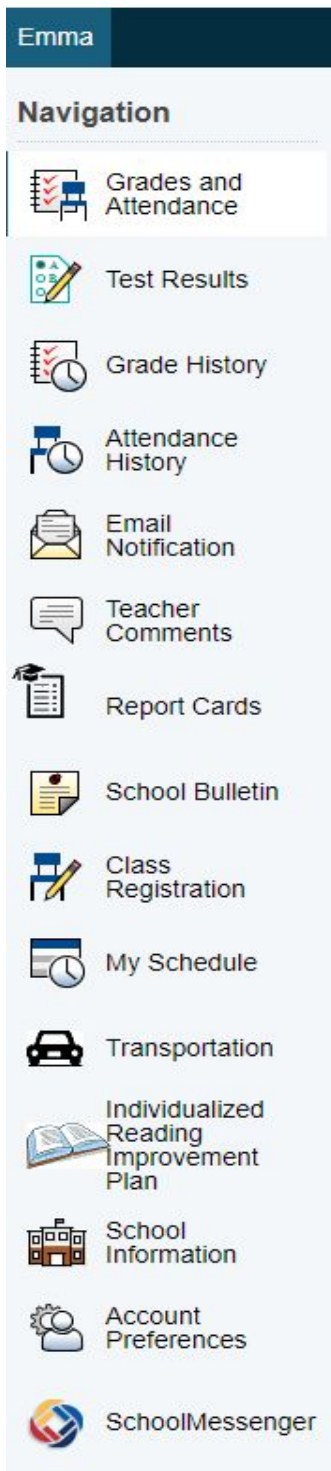 Emma
Navigation
Grades and
Attendance
Test Results
Grade History
Attendance
History
Email
Notification
Teacher
Comments
Report Cards
School Bulletin
Class
Registration
My Schedule
Transportation
Individualized
Reading
Improvement
Plan
School
Information
Account
Preferences
SchoolMessenger